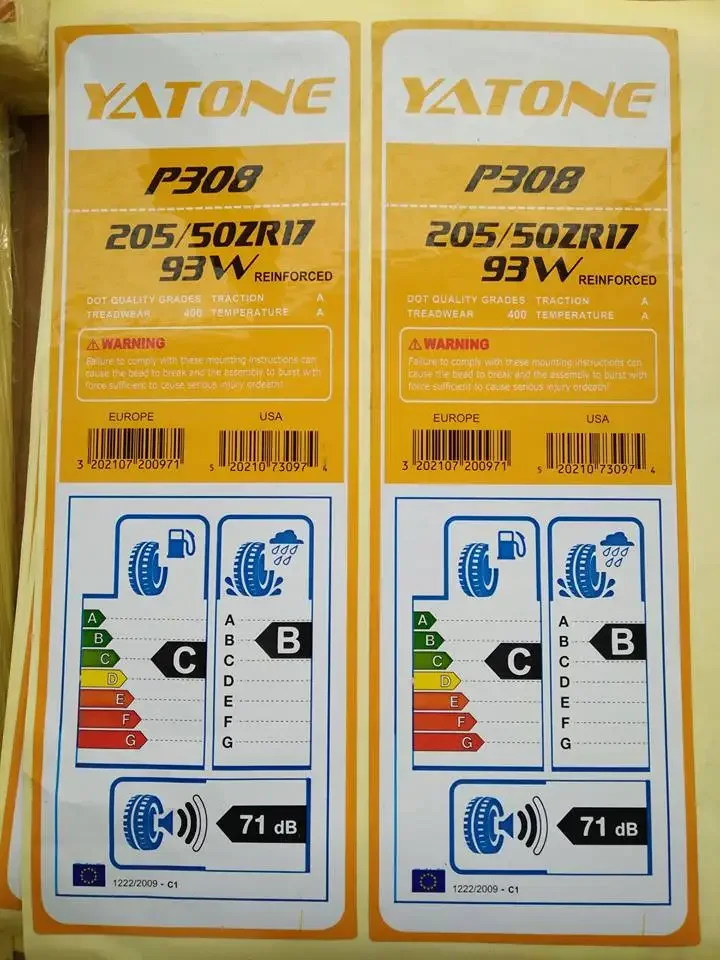 YATONE
P308
205/50ZR17
93W REINFORCED
DOT QUALITY GRADES TRACTION A
TREADWEAR 400 TEMPERATURE A
WARNING
Failure to comply with these mounting instructions can
cause the bead to break and the assembly to burst with
force sufficient to cause serious injury ordeath!
EUROPE USA
3 202107 200971
5 20210 73097 4
A
B
C
D
E
F
G
C
A
B
C
D
E
F
G
B
71 dB
1222/2009 - C1
YATONE
P308
205/50ZR17
93W REINFORCED
DOT QUALITY GRADES TRACTION A
TREADWEAR 400 TEMPERATURE A
WARNING
Failure to comply with these mounting instructions can
cause the bead to break and the assembly to burst with
force sufficient to cause serious injury ordeath!
EUROPE USA
3 202107 200971
5 20210 73097 4
A
B
C
D
E
F
G
C
A
B
C
D
E
F
G
B
71 dB
1222/2009 - C1